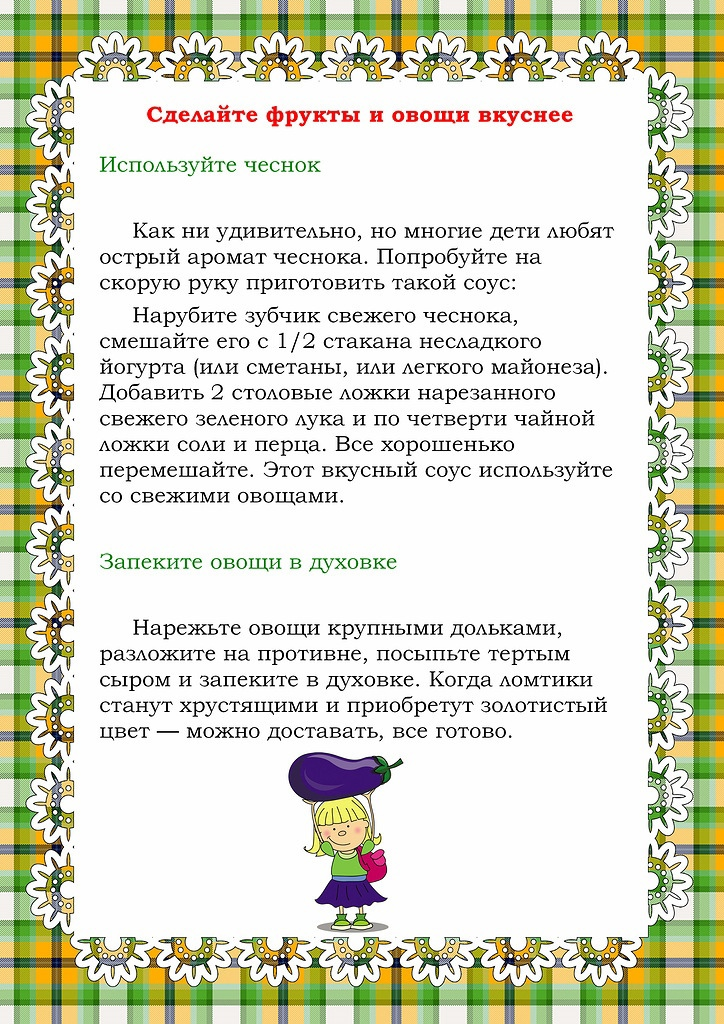 Сделайте фрукты и овощи вкуснее
Используйте чеснок
Как ни удивительно, но многие дети любят
острый аромат чеснока. Попробуйте на
скорую руку приготовить такой соус:
Нарубите зубчик свежего чеснока,
смешайте его с 1/2 стакана несладкого
йогурта (или сметаны, или легкого майонеза).
Добавить 2 столовые ложки нарезанного
свежего зеленого лука и по четверти чайной
ложки соли и перца. Все хорошенько
перемешайте. Этот вкусный соус используйте
со свежими овощами.
Запеките овощи в духовке
Нарежьте овощи крупными дольками,
разложите на противне, посыпьте тертым
сыром и запеките в духовке. Когда ломтики
станут хрустящими и приобретут золотистый
цвет — можно доставать, все готово.